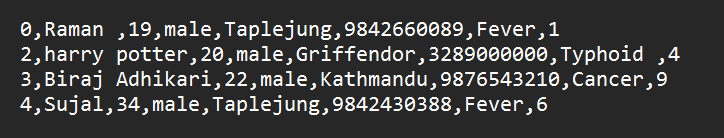 0,Raman ,19,male,Taplejung,9842660089,Fever,1
2,harry potter,20,male,Griffendor,3289000000,Typhoid ,4
3,Biraj Adhikari,22,male,Kathmandu,9876543210,Cancer,9
4,Sujal,34,male,Taplejung,9842430388,Fever,6